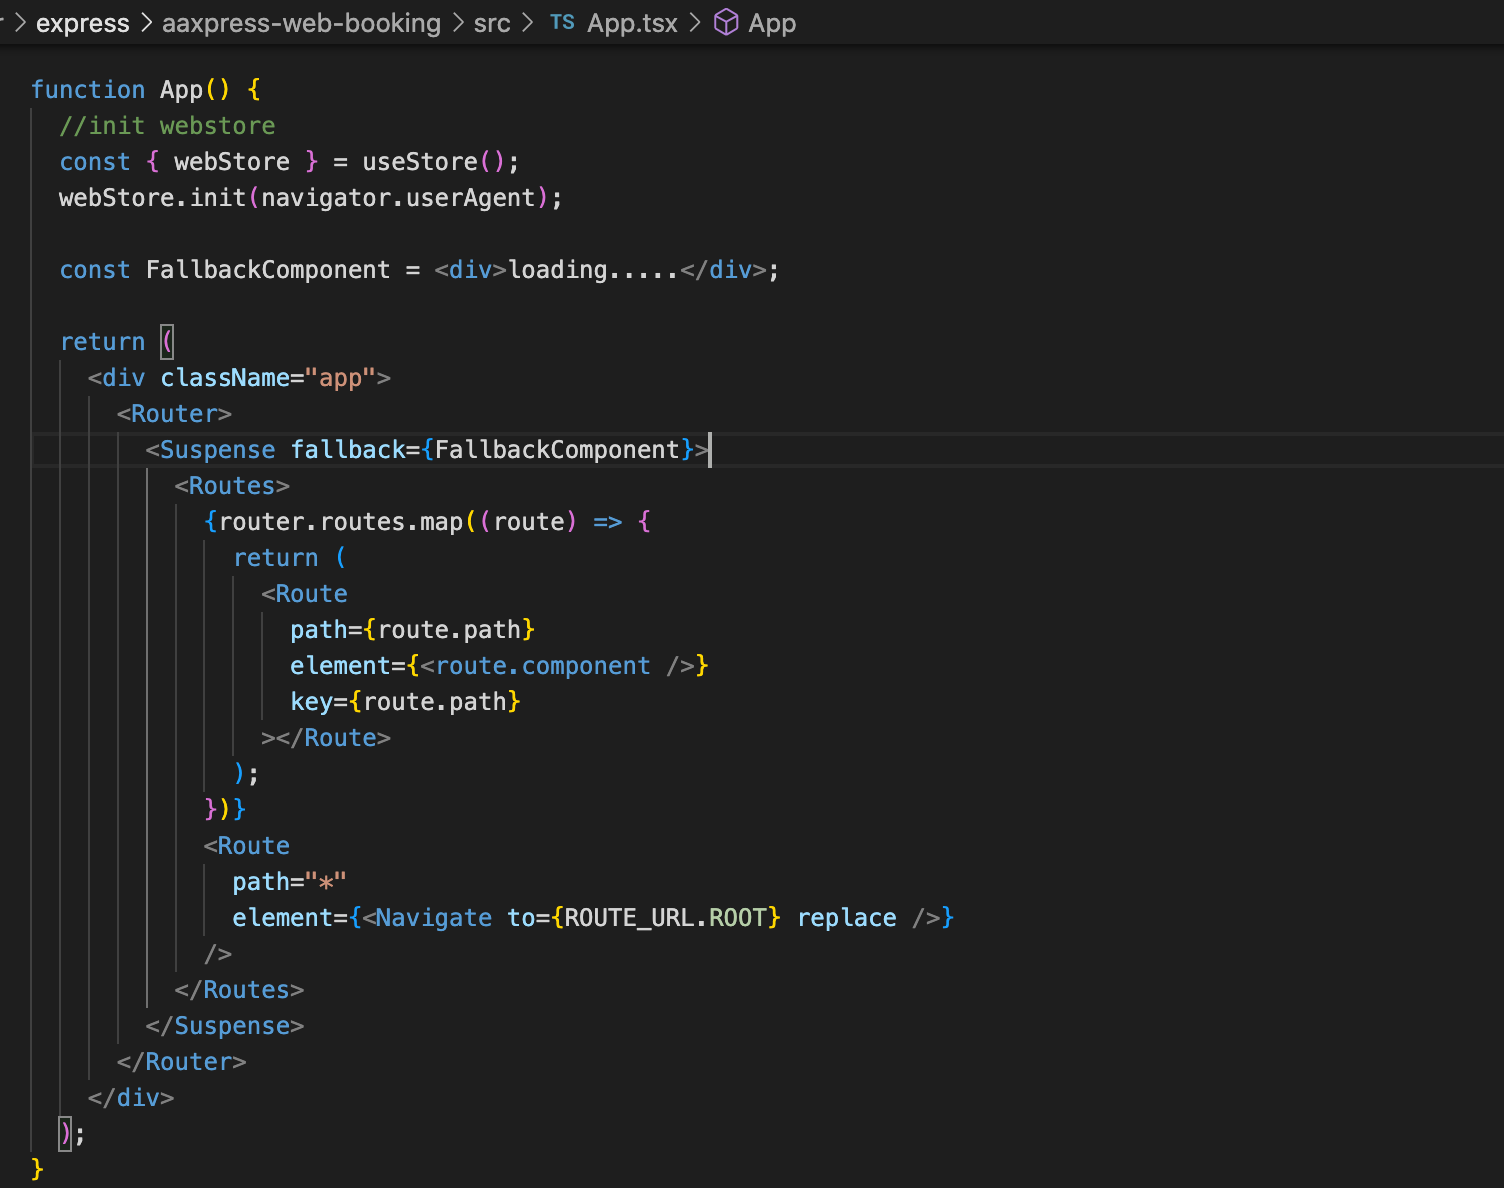 > express > aaxpress-web-booking > src > TS App.tsx > App
function App() {
  //init webstore
  const { webStore } = useStore();
  webStore.init(navigator.userAgent);

  const FallbackComponent = <div>loading.....</div>;

  return (
    <div className="app">
      <Router>
        <Suspense fallback={FallbackComponent}>
          <Routes>
            {router.routes.map((route) => {
              return (
                <Route
                  path={route.path}
                  element={<route.component />}
                  key={route.path}
                ></Route>
              );
            })}
            <Route
              path="*"
              element={<Navigate to={ROUTE_URL.ROOT} replace />}
            />
          </Routes>
        </Suspense>
      </Router>
    </div>
  );
}